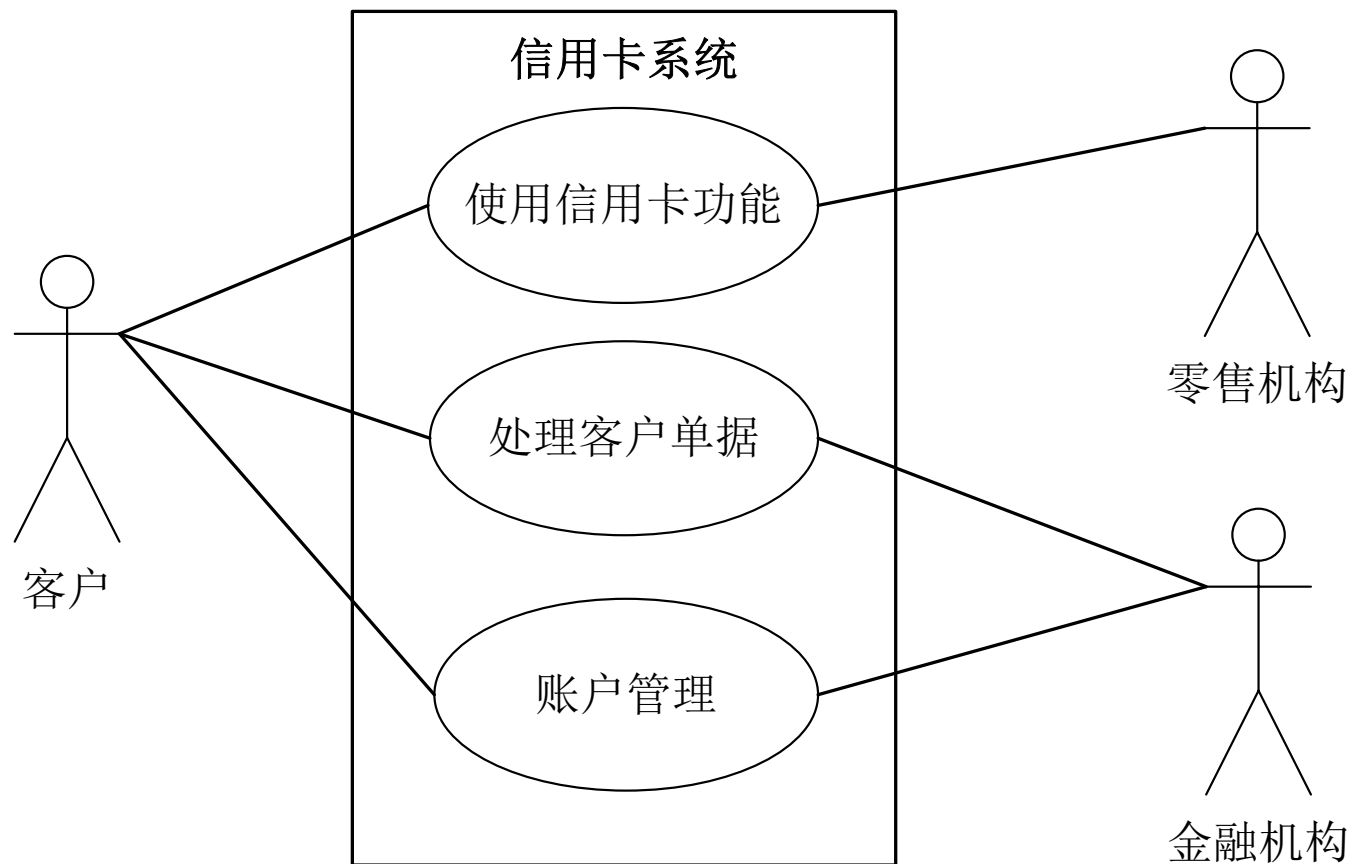 信用卡系统
使用信用卡功能
零售机构
处理客户单据
客户
账户管理
金融机构